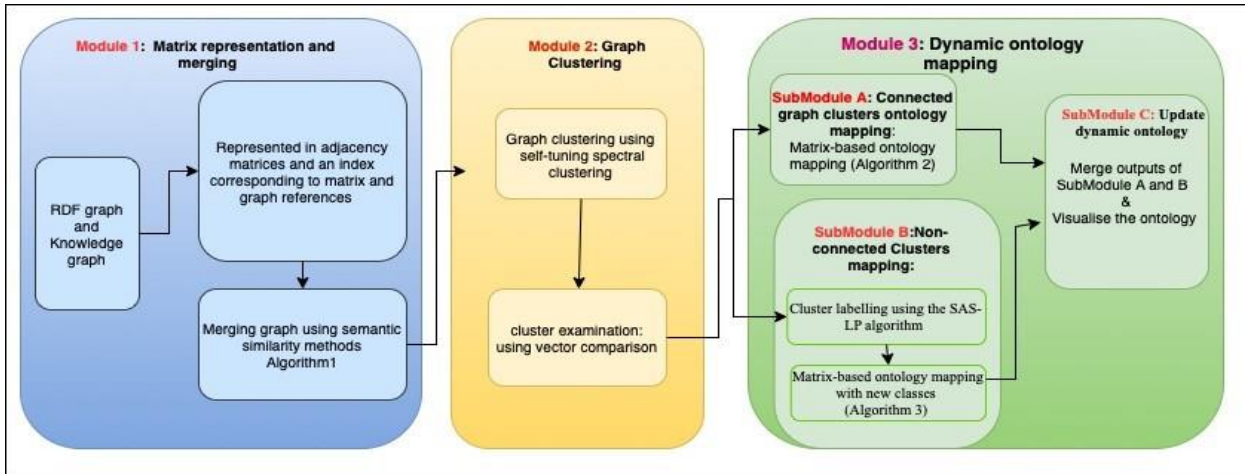 Module 1: Matrix representation and
merging
RDF graph
and
Knowledge
graph
Represented in adjacency
matrices and an index
corresponding to matrix and
graph references
Merging graph using semantic
similarity methods
Algorithm1
Module 2: Graph
Clustering
Graph clustering using
self-tuning spectral
clustering
cluster examination:
using vector comparison
Module 3: Dynamic ontology
mapping
SubModule A: Connected
graph clusters ontology
mapping:
Matrix-based ontology
mapping (Algorithm 2)
SubModule B:Non-
connected Clusters
mapping:
Cluster labelling using the SAS-
LP algorithm
Matrix-based ontology mapping
with new classes
(Algorithm 3)
SubModule C: Update
dynamic ontology
Merge outputs of
SubModule A and B
&
Visualise the ontology